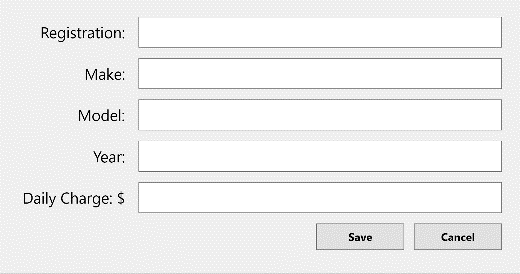 Registration:
Make:
Model:
Year:
Daily Charge: $
Save Cancel